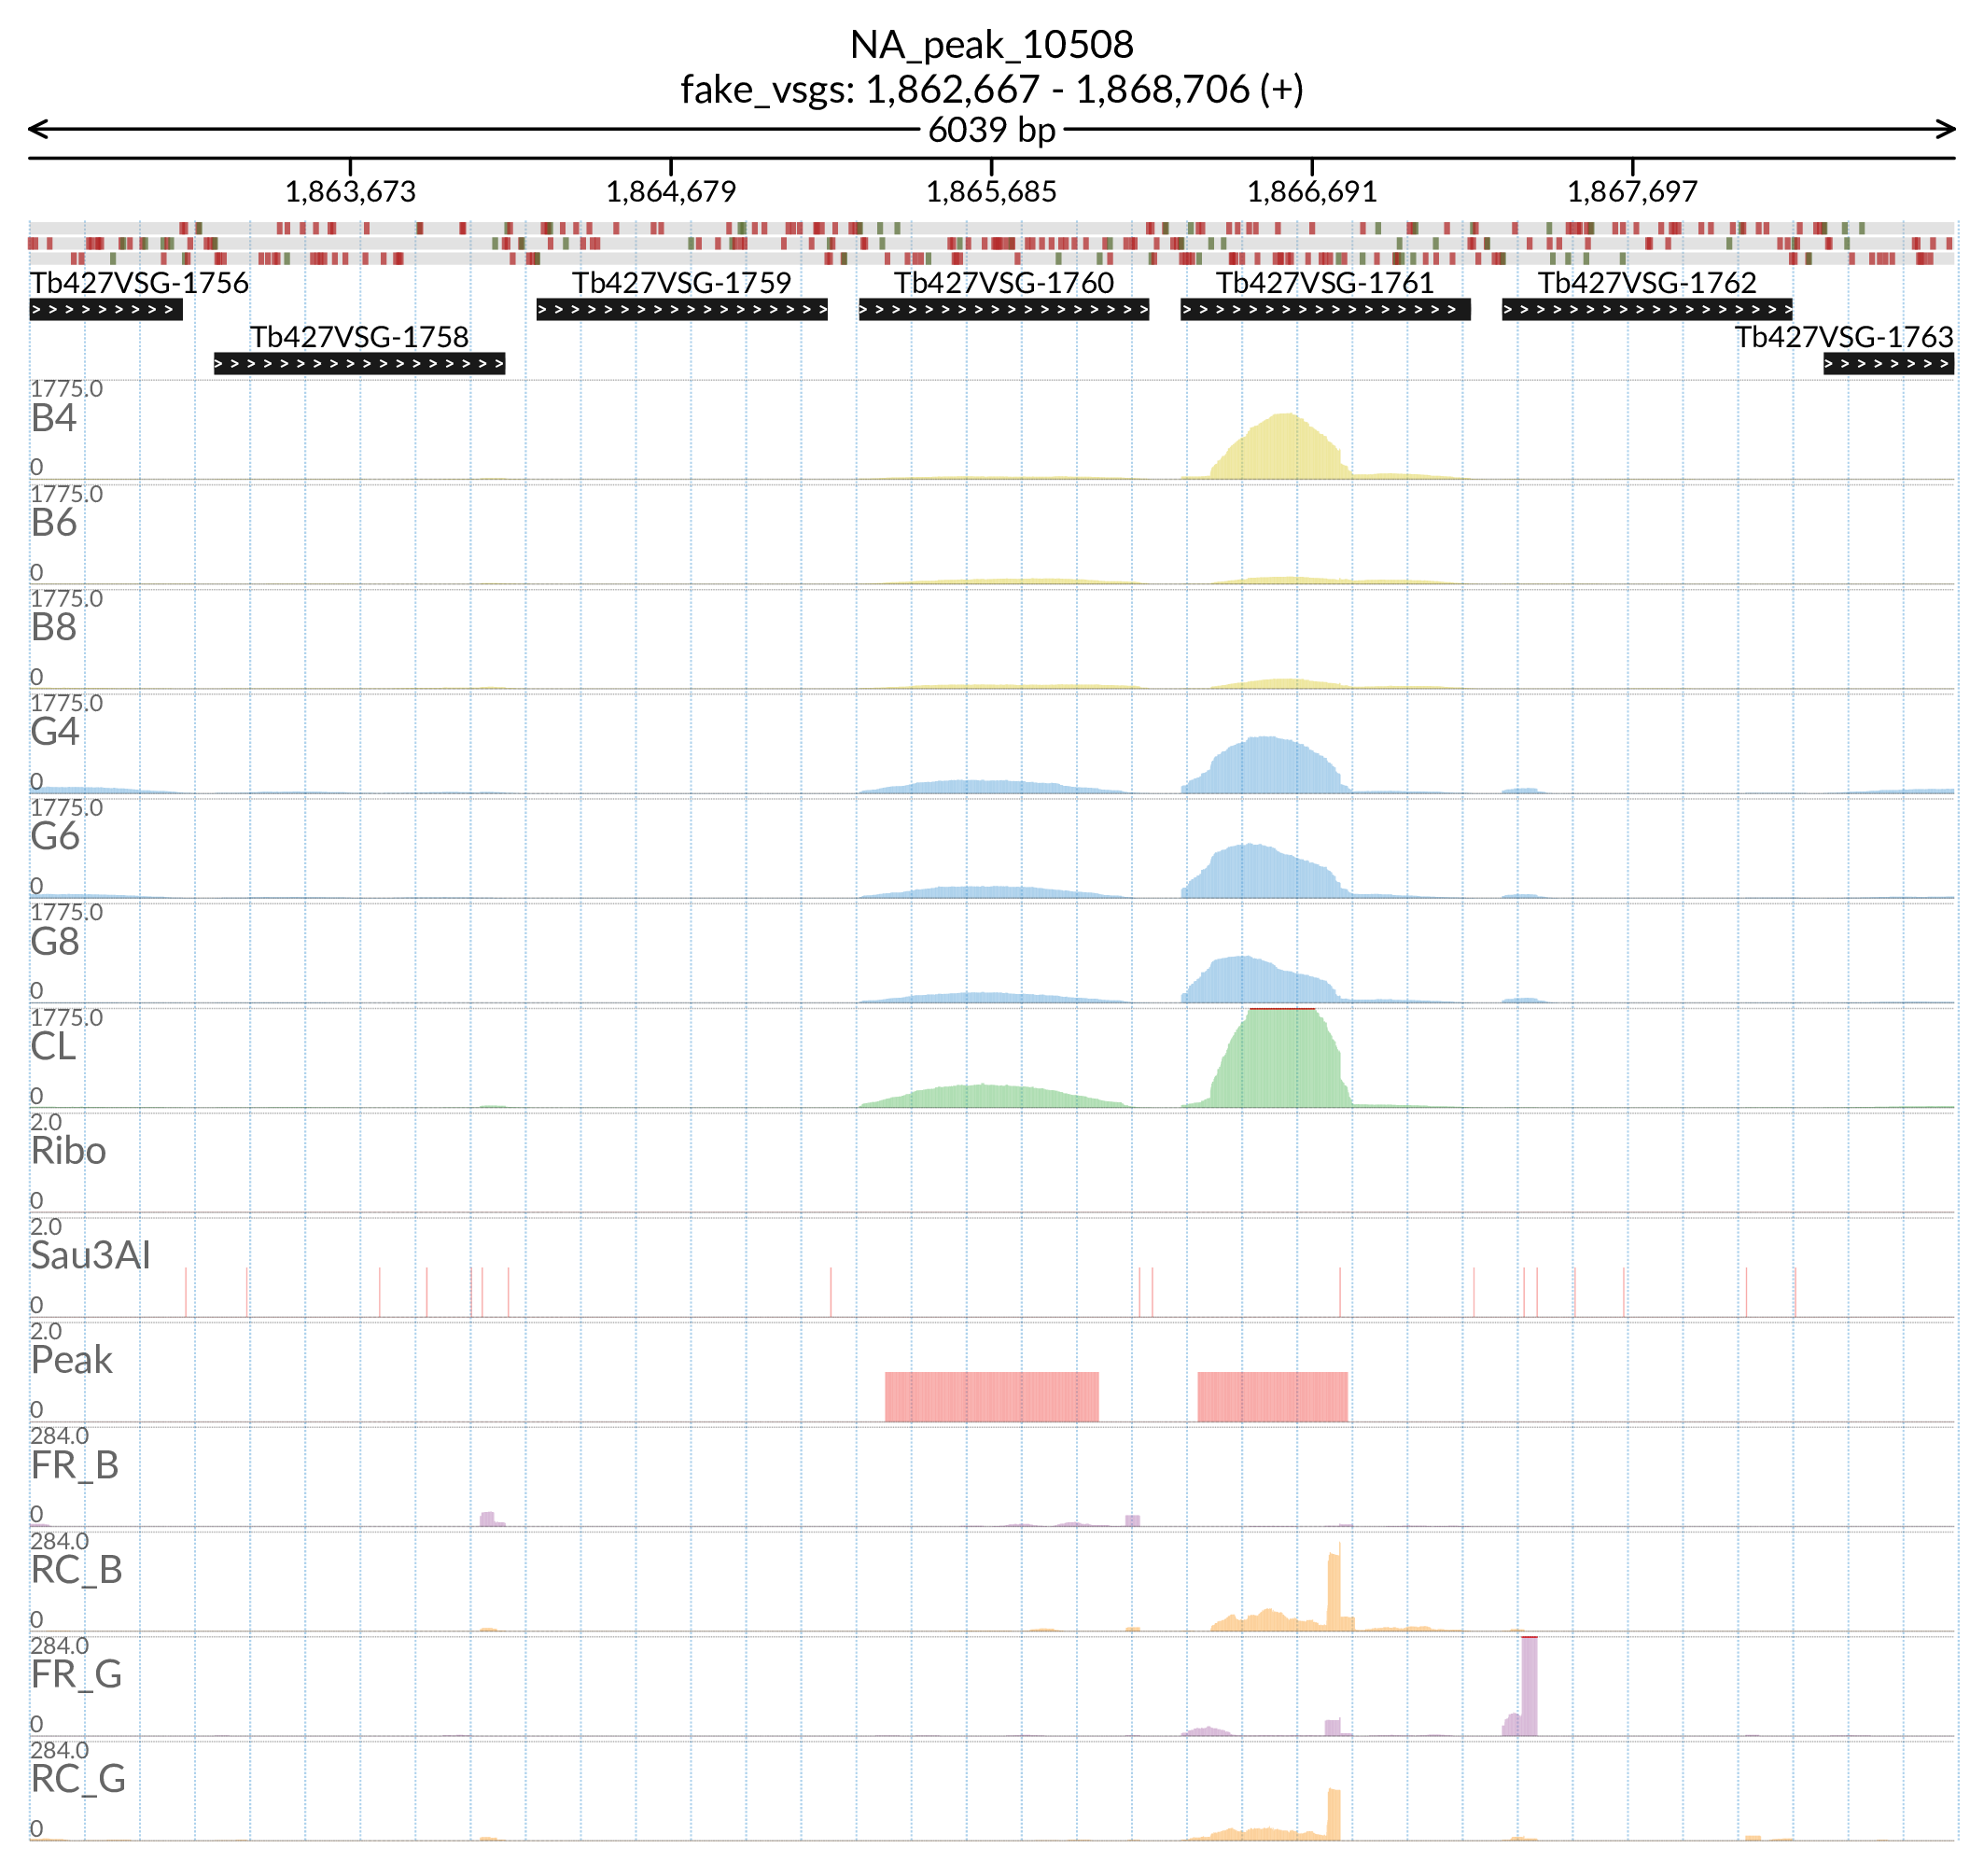 NA_peak_10508
fake_vsgs: 1,862,667 - 1,868,706 (+)
6039 bp
1,863,673 1,864,679 1,865,685 1,866,691 1,867,697
Tb427VSG-1756 Tb427VSG-1759 Tb427VSG-1760 Tb427VSG-1761 Tb427VSG-1762
Tb427VSG-1758 Tb427VSG-1763
1775.0
B4
0
1775.0
B6
0
1775.0
B8
0
1775.0
G4
0
1775.0
G6
0
1775.0
G8
0
1775.0
CL
0
2.0
Ribo
0
2.0
Sau3AI
0
2.0
Peak
0
284.0
FR_B
0
284.0
RC_B
0
284.0
FR_G
0
284.0
RC_G
0